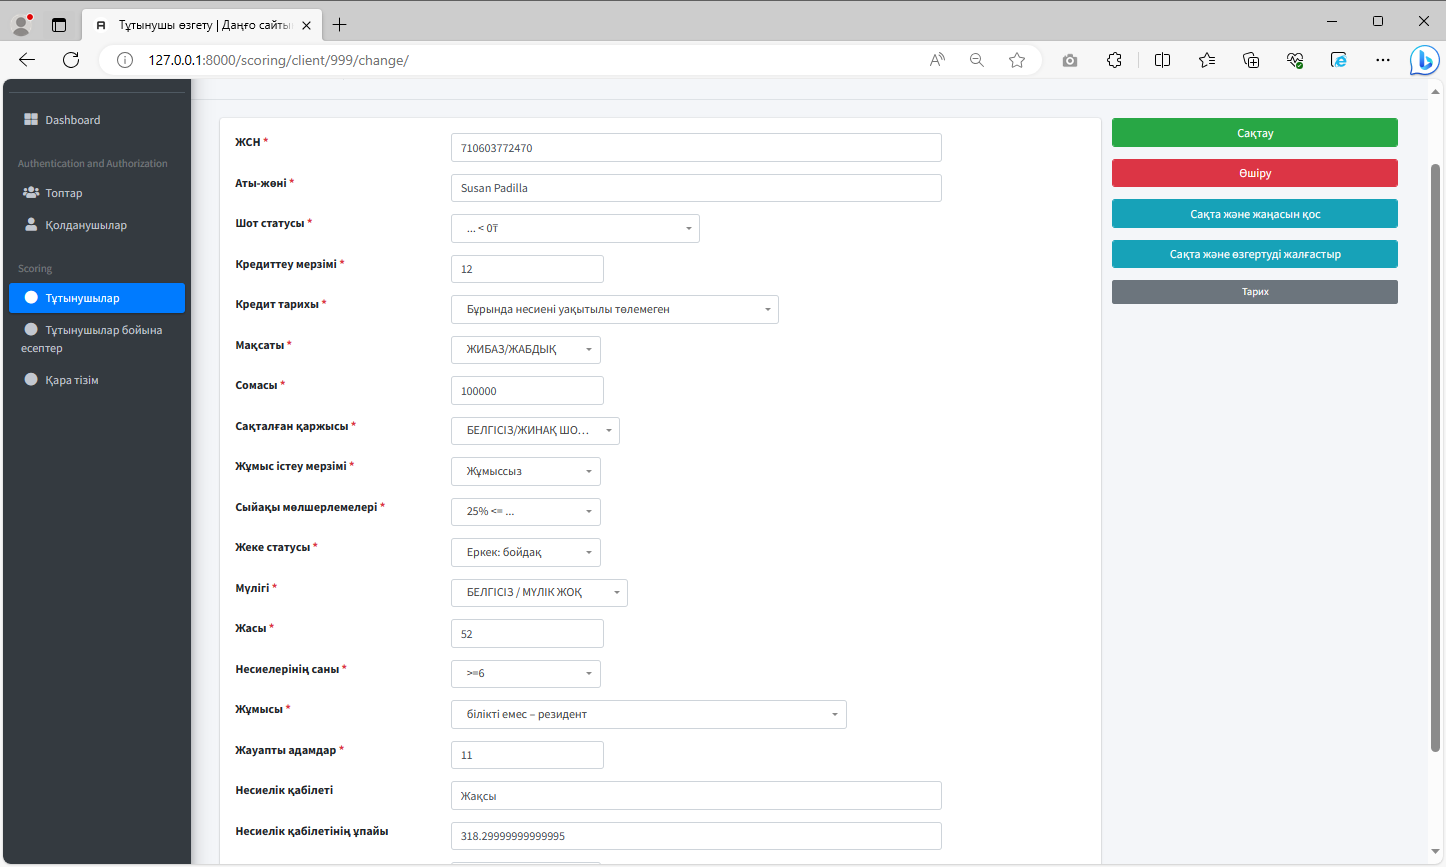 Тұтынушы өзгету | Даңғо сайты
127.0.0.1:8000/scoring/client/999/change/
Dashboard
Authentication and Authorization
Топтар
Қолданушылар
Scoring
Тұтынушылар
Тұтынушылар бойына
есептер
Қара тізім
ЖСН *
710603772470
Аты-жөні *
Susan Padilla
Шот статусы *
... < 0₸
Кредиттеу мерзімі *
12
Кредит тарихы *
Бұрында несиені уақытылы төлемеген
Мақсаты *
ЖИБАЗ/ЖАБДЫҚ
Сомасы *
100000
Сақталған қаржысы *
БЕЛГІСІЗ/ЖИНАҚ ШО...
Жұмыс істеу мерзімі *
Жұмыссыз
Сыйақы мөлшерлемелері *
25% <= ...
Жеке статусы *
Еркек: бойдақ
Мүлігі *
БЕЛГІСІЗ / МҮЛІК ЖОҚ
Жасы *
52
Несиелерінің саны *
>=6
Жұмысы *
білікті емес – резидент
Жауапты адамдар *
11
Несиелік қабілеті
Жақсы
Несиелік қабілетінің ұпайы
318.29999999999995
Сақтау
Өшіру
Сақта және жаңасын қос
Сақта және өзгертуді жалғастыр
Тарих